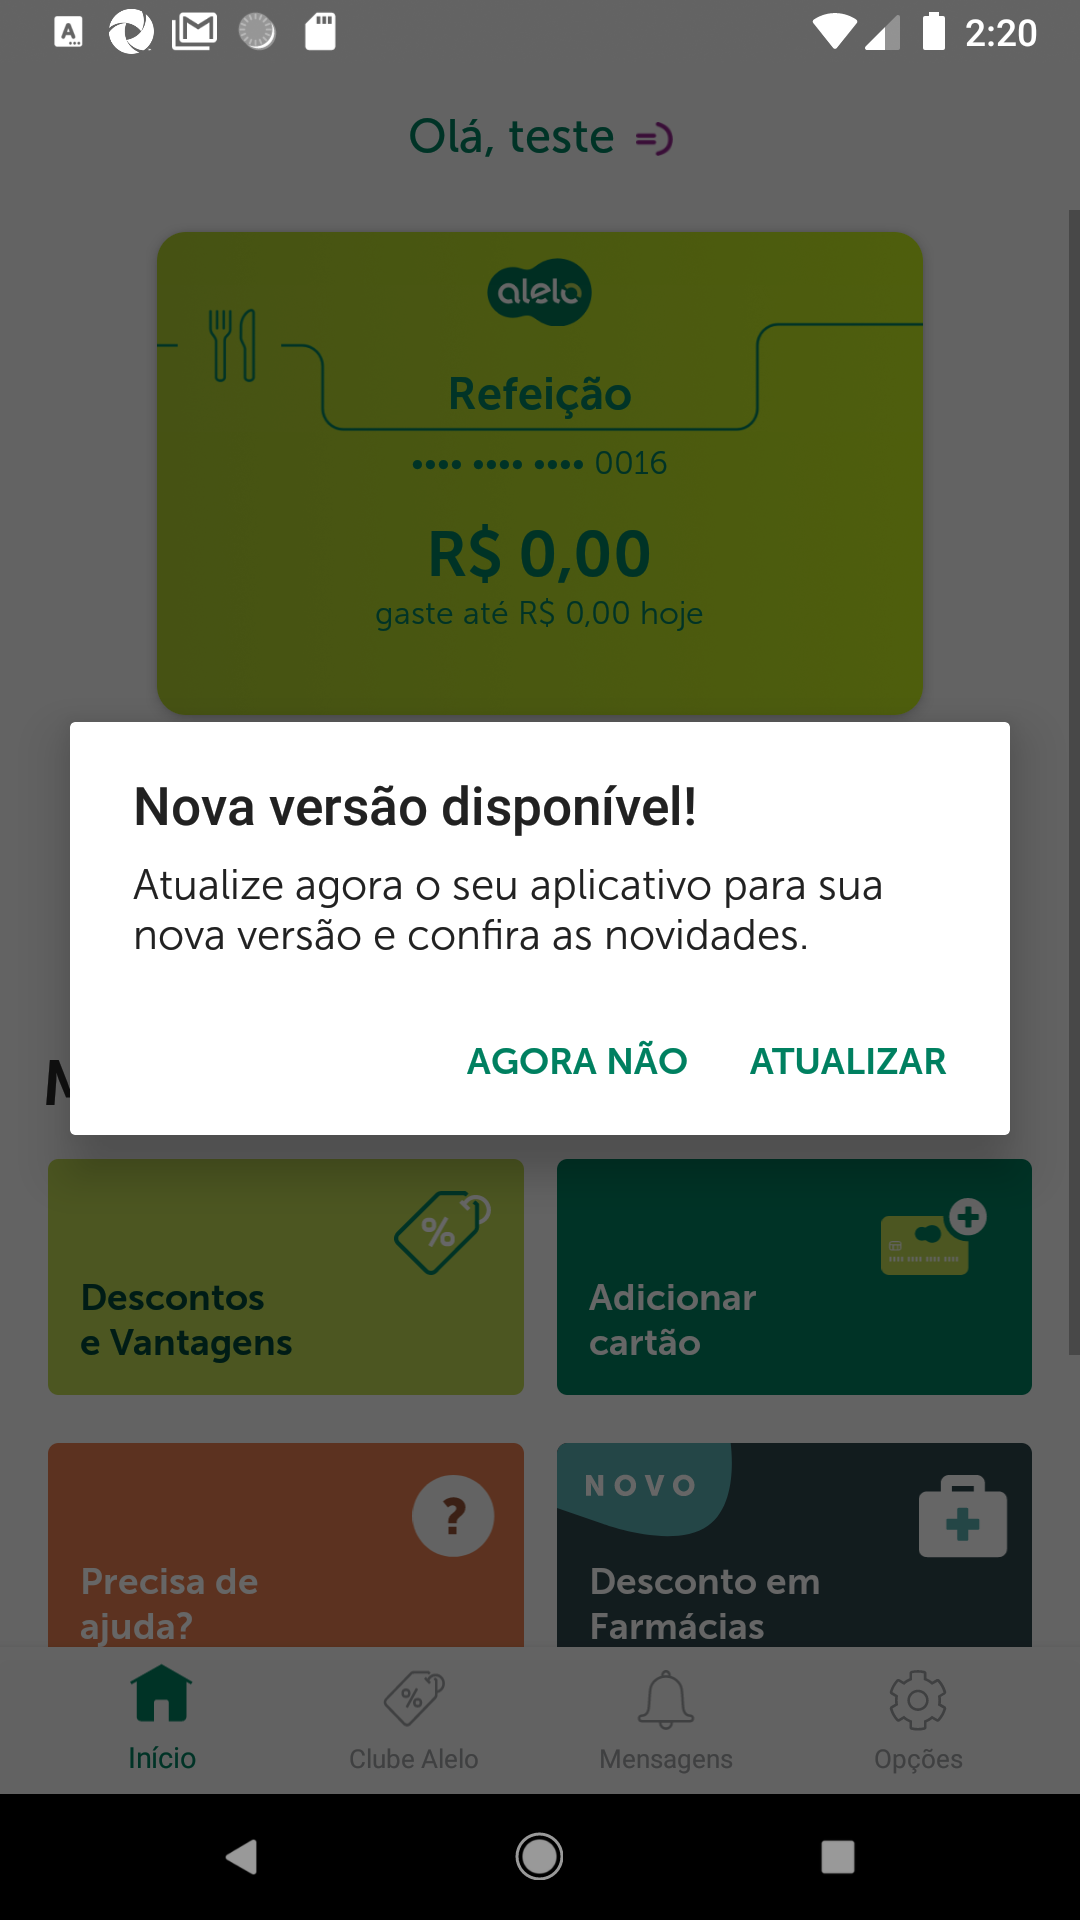 2:20
Olá, teste =)
alelo
Refeição
•••• •••• •••• 0016
R$ 0,00
gaste até R$ 0,00 hoje
Nova versão disponível!
Atualize agora o seu aplicativo para sua
nova versão e confira as novidades.
AGORA NÃO ATUALIZAR
Descontos
e Vantagens
Adicionar
cartão
Precisa de
ajuda?
NOVO
Desconto em
Farmácias
Início
Clube Alelo
Mensagens
Opções